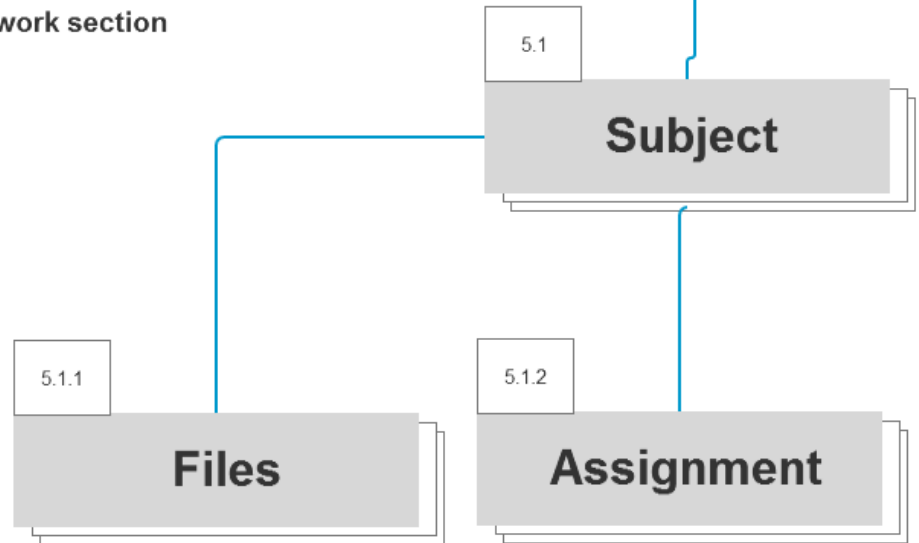 work section
5.1
Subject
5.1.1
Files
5.1.2
Assignment